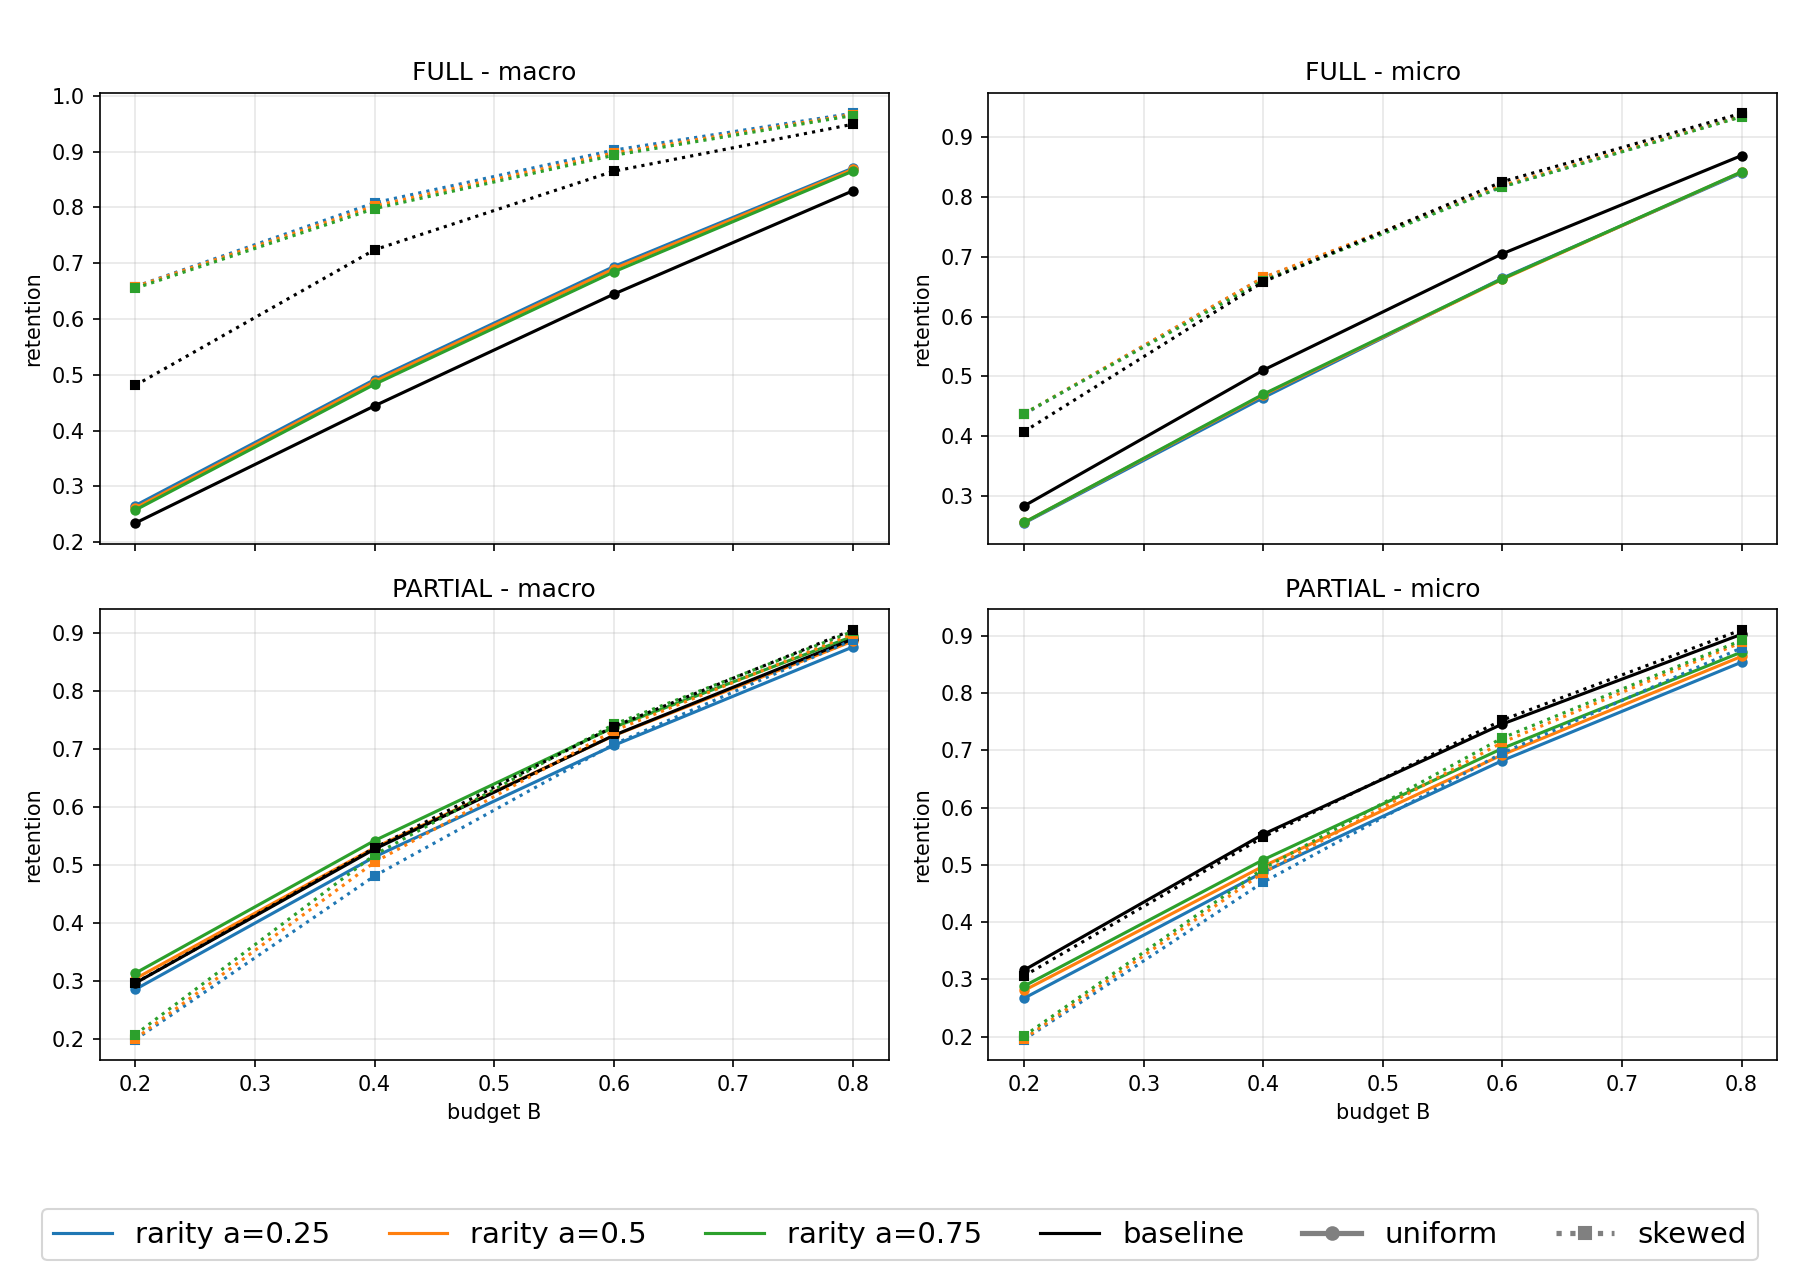 FULL - macro
FULL - micro
1.0
0.9
0.8
0.7
0.6
0.5
0.4
0.3
0.2
retention
0.9
0.8
0.7
0.6
0.5
0.4
0.3
retention
PARTIAL - macro
PARTIAL - micro
0.9
0.8
0.7
0.6
0.5
0.4
0.3
0.2
retention
0.2 0.3 0.4 0.5 0.6 0.7 0.8
budget B
0.9
0.8
0.7
0.6
0.5
0.4
0.3
0.2
retention
0.2 0.3 0.4 0.5 0.6 0.7 0.8
budget B
rarity a=0.25 rarity a=0.5 rarity a=0.75 baseline uniform skewed